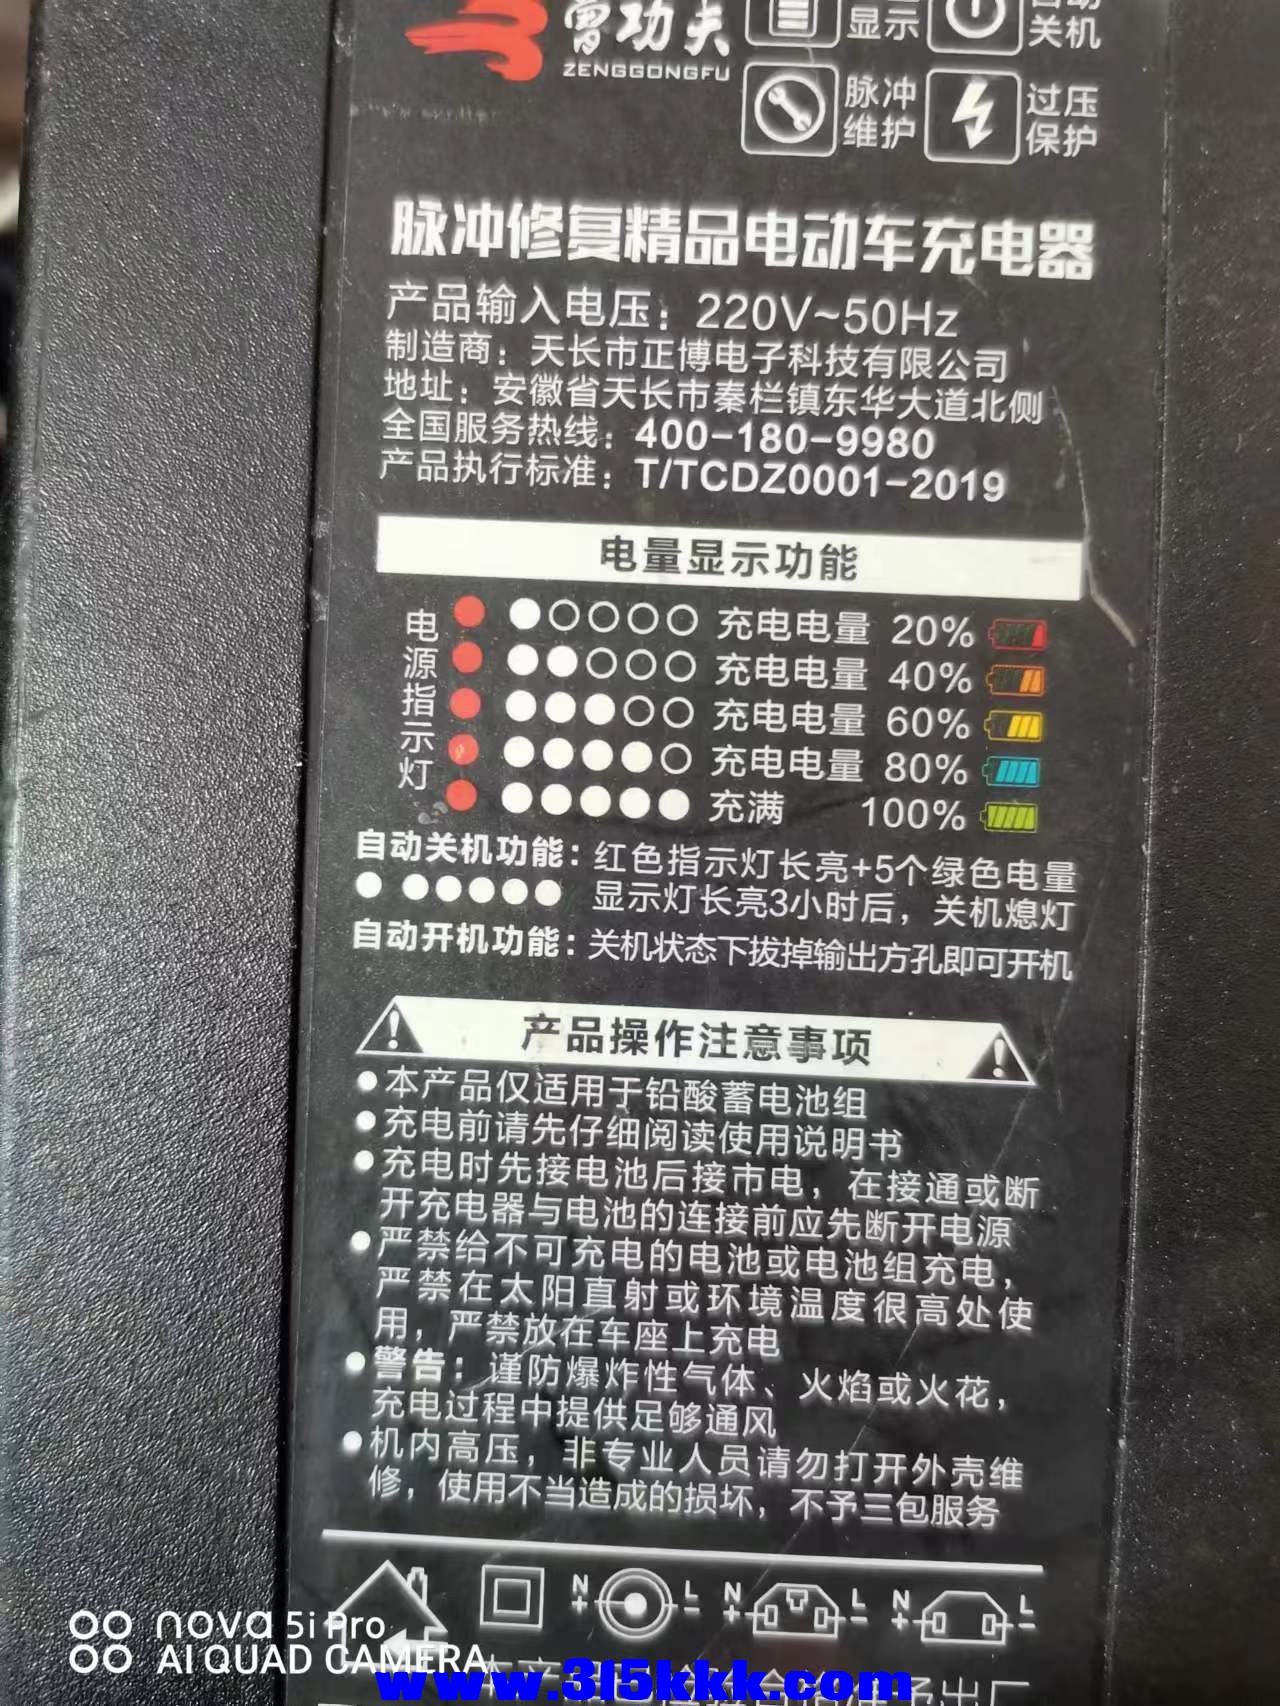 曾功夫
ZENGGONGFU
显示
关机
脉冲
维护
过压
保护
脉冲修复精品电动车充电器
产品输入电压：220V~50Hz
制造商：天长市正博电子科技有限公司
地址：安徽省天长市秦栏镇东华大道北侧
全国服务热线：400-180-9980
产品执行标准：T/TCDZ0001-2019
电量显示功能
电源指示灯
充电电量 20%
充电电量 40%
充电电量 60%
充电电量 80%
充满 100%
自动关机功能：红色指示灯长亮+5个绿色电量
显示灯长亮3小时后，关机熄灯
自动开机功能：关机状态下拔掉输出方孔即可开机
产品操作注意事项
●本产品仅适用于铅酸蓄电池组
●充电前请先仔细阅读使用说明书
●充电时先接电池后接市电，在接通或断
开充电器与电池的连接前应先断开电源
●严禁给不可充电的电池或电池组充电，
严禁在太阳直射或环境温度很高处使
用，严禁放在车座上充电
●警告：谨防爆炸性气体、火焰或火花，
充电过程中提供足够通风
●机内高压，非专业人员请勿打开外壳维
修，使用不当造成的损坏，不予三包服务
N + L -
N + L -
N + L -
nova 5i Pro
AI QUAD CAMERA
www.315kkk.com